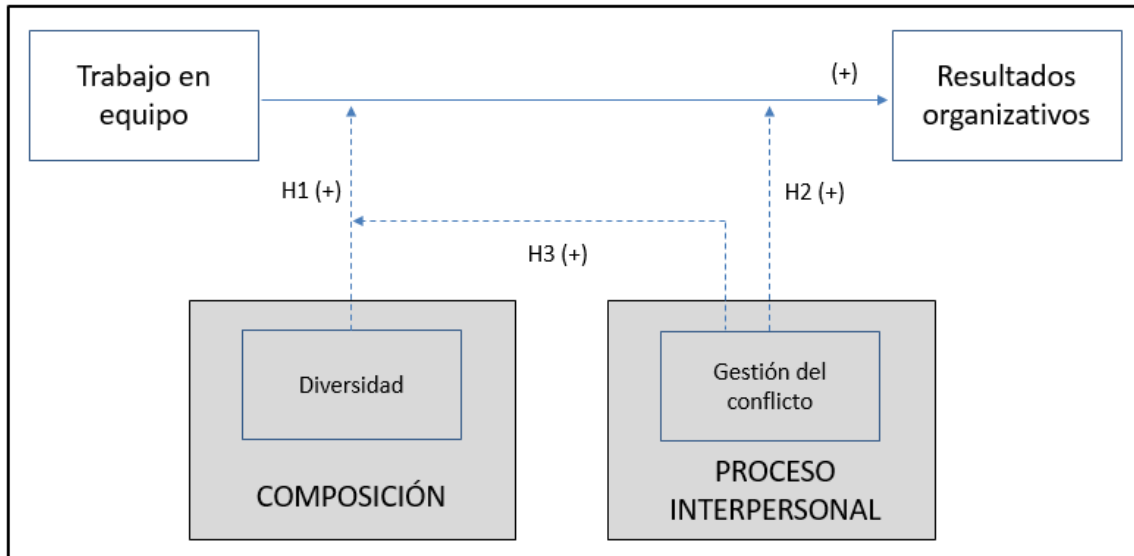 Trabajo en
equipo
(+)
Resultados
organizativos
H1 (+)
H2 (+)
H3 (+)
Diversidad
COMPOSICIÓN
Gestión del
conflicto
PROCESO
INTERPERSONAL